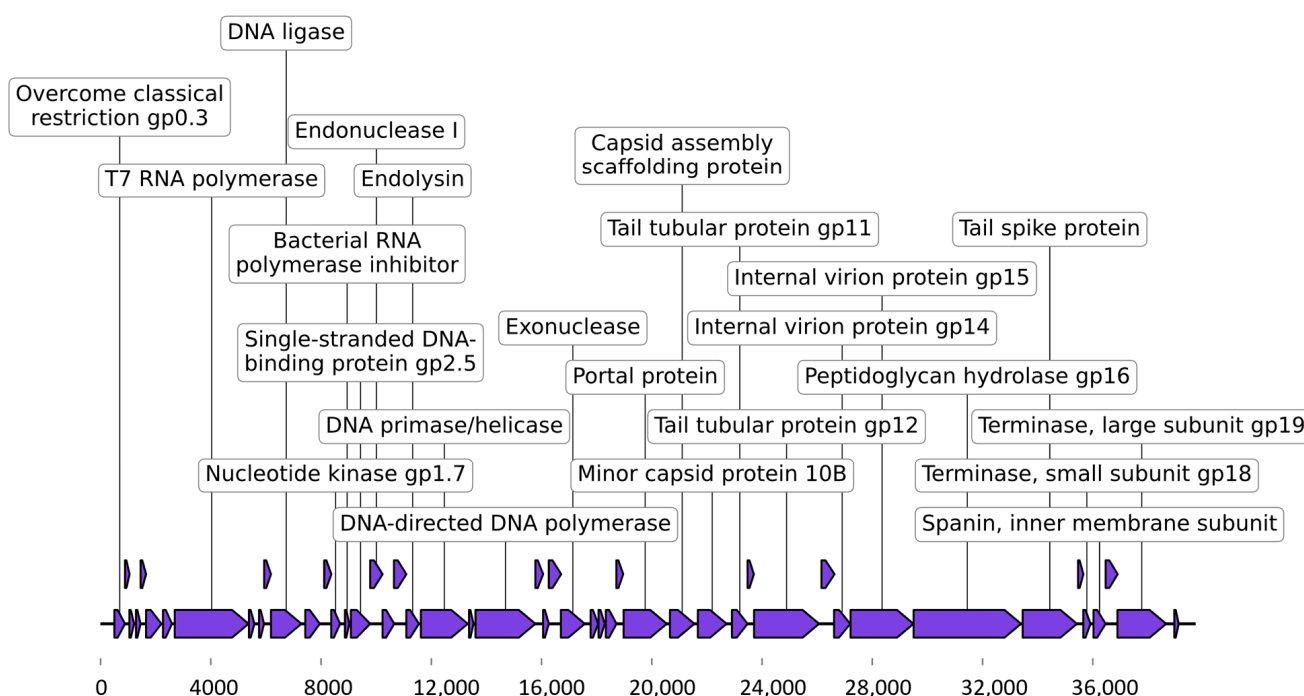 DNA ligase
Overcome classical
restriction gp0.3
Endonuclease I
Capsid assembly
scaffolding protein
T7 RNA polymerase
Endolysin
Tail tubular protein gp11
Tail spike protein
Bacterial RNA
polymerase inhibitor
Internal virion protein gp15
Exonuclease
Internal virion protein gp14
Single-stranded DNA-
binding protein gp2.5
Portal protein
Peptidoglycan hydrolase gp16
DNA primase/helicase
Tail tubular protein gp12
Terminase, large subunit gp19
Nucleotide kinase gp1.7
Minor capsid protein 10B
Terminase, small subunit gp18
DNA-directed DNA polymerase
Spanin, inner membrane subunit
0 4000 8000 12,000 16,000 20,000 24,000 28,000 32,000 36,000